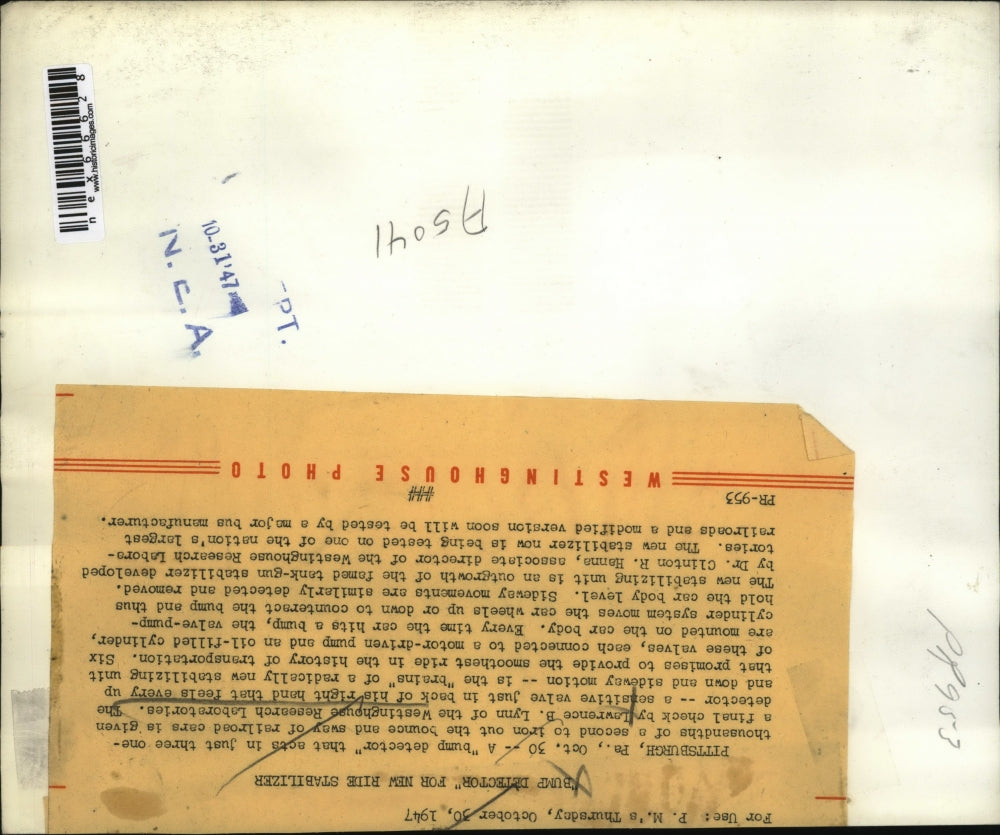 For Use: P. M.'s, Thursday, October 30, 1947
"BUMP DETECTOR" FOR NEW RIDE STABILIZER
PITTSBURGH, Pa., Oct. 30 -- A "bump detector" that acts in just three one-
thousandths of a second to iron out the bounce and sway of railroad cars is given
a final check by Lawrence B. Lynn of the Westinghouse Research Laboratories. The
detector -- a sensitive valve just in back of his right hand that feels every up
and down and sideway motion -- is the "brains" of a radically new stabilizing unit
that promises to provide the smoothest ride in the history of transportation. Six
of these valves, each connected to a motor-driven pump and an oil-filled cylinder,
are mounted on the car body. Every time the car hits a bump, the valve-pump-
cylinder system moves the car wheels up or down to counteract the bump and thus
hold the car body level. Sideway movements are similarly detected and removed.
The new stabilizing unit is an outgrowth of the famed tank-gun stabilizer developed
by Dr. Clinton R. Hanna, associate director of the Westinghouse Research Labora-
tories. The new stabilizer now is being tested on one of the nation's largest
railroads and a modified version soon will be tested by a major bus manufacturer.
###
PR-953
WESTINGHOUSE PHOTO
A5041
N. E. A.
10-31'47
PT.
nex66628
www.historicimages.com